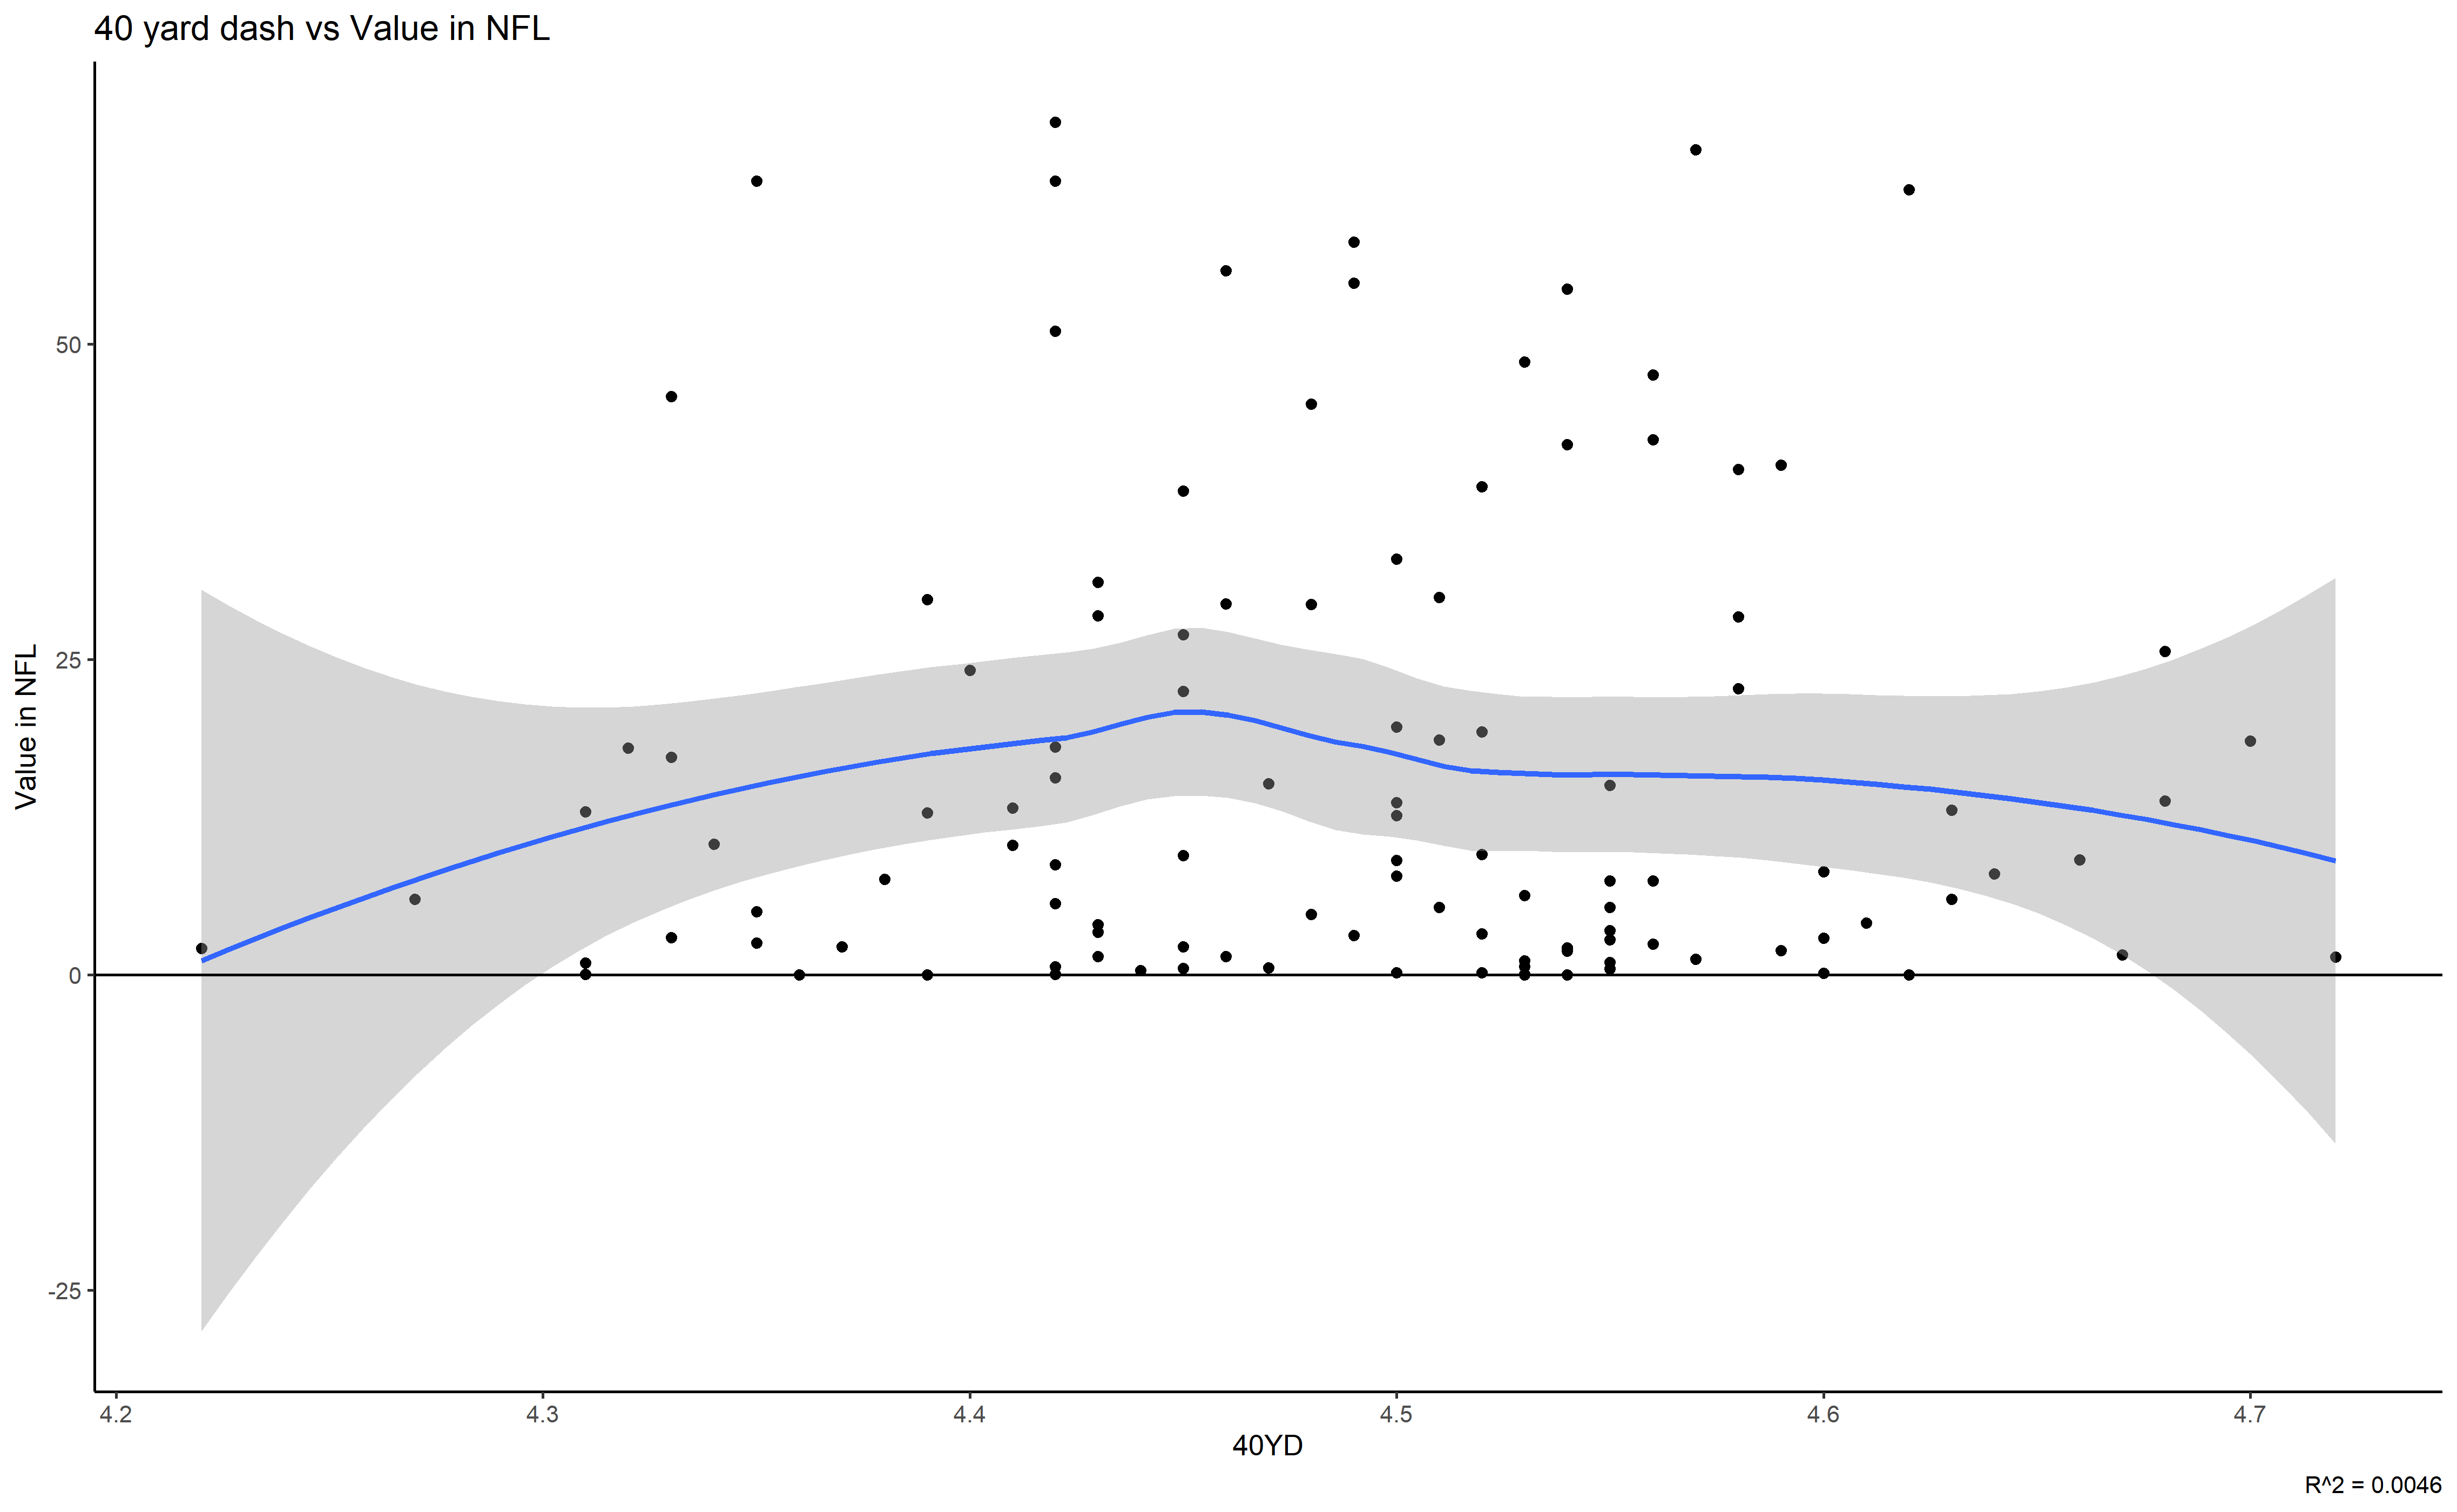 40 yard dash vs Value in NFL
Value in NFL
50
25
0
-25
4.2
4.3
4.4
4.5
4.6
4.7
40YD
R^2 = 0.0046